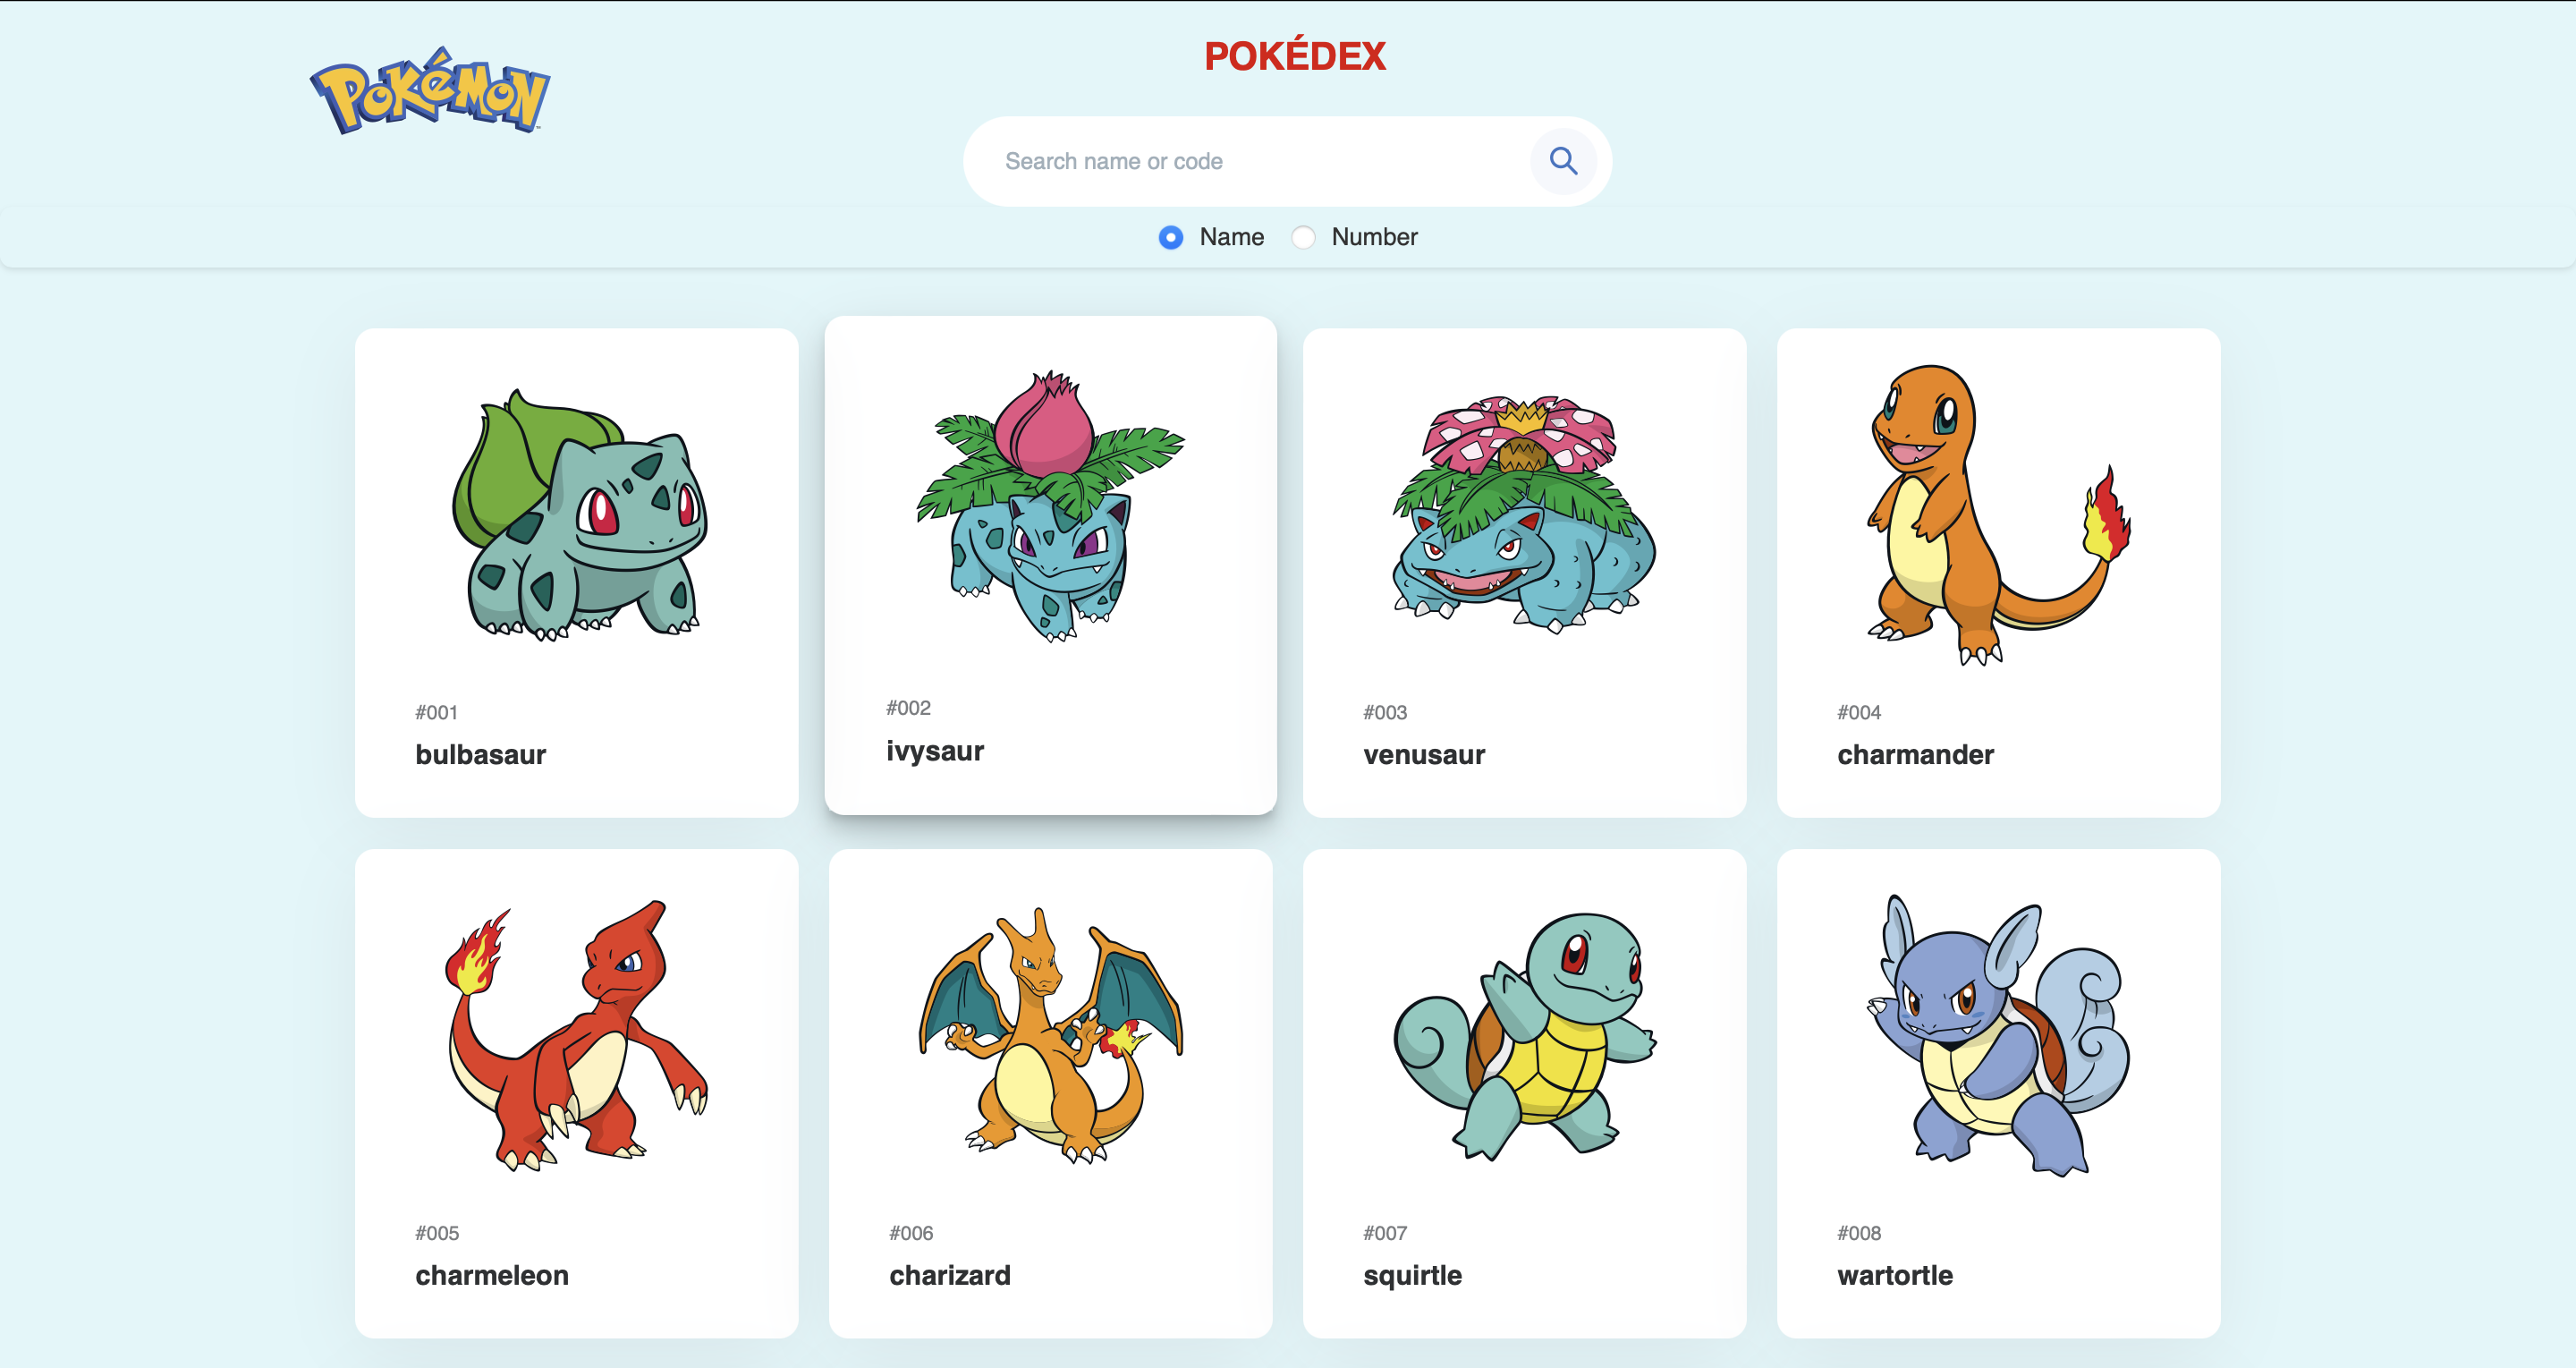 Pokémon
POKÉDEX
Search name or code
Name Number
#001
bulbasaur
#002
ivysaur
#003
venusaur
#004
charmander
#005
charmeleon
#006
charizard
#007
squirtle
#008
wartortle